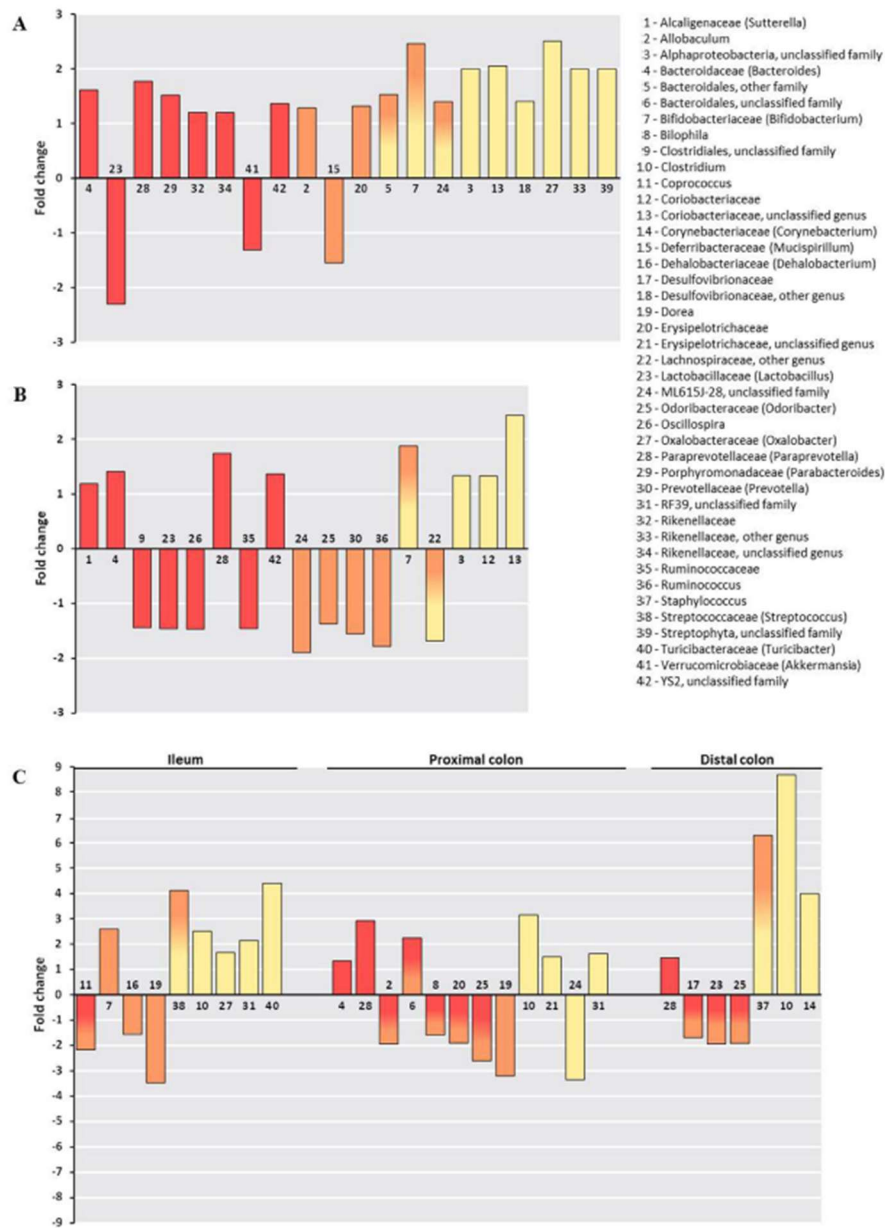 A
3
2
1
0
-1
-2
-3
Fold change
4 23 28 29 32 34 41 42 2 15 20 5 7 24 3 13 18 27 33 39
B
3
2
1
0
-1
-2
-3
Fold change
1 4 9 23 26 28 35 42 24 25 30 36 7 22 3 12 13
1 - Alcaligenaceae (Sutterella)
2 - Allobaculum
3 - Alphaproteobacteria, unclassified family
4 - Bacteroidaceae (Bacteroides)
5 - Bacteroidales, other family
6 - Bacteroidales, unclassified family
7 - Bifidobacteriaceae (Bifidobacterium)
8 - Bilophila
9 - Clostridiales, unclassified family
10 - Clostridium
11 - Coprococcus
12 - Coriobacteriaceae
13 - Coriobacteriaceae, unclassified genus
14 - Corynebacteriaceae (Corynebacterium)
15 - Deferribacteraceae (Mucispirillum)
16 - Dehalobacteriaceae (Dehalobacterium)
17 - Desulfovibrionaceae
18 - Desulfovibrionaceae, other genus
19 - Dorea
20 - Erysipelotrichaceae
21 - Erysipelotrichaceae, unclassified genus
22 - Lachnospiraceae, other genus
23 - Lactobacillaceae (Lactobacillus)
24 - ML615J-28, unclassified family
25 - Odoribacteraceae (Odoribacter)
26 - Oscillospira
27 - Oxalobacteraceae (Oxalobacter)
28 - Paraprevotellaceae (Paraprevotella)
29 - Porphyromonadaceae (Parabacteroides)
30 - Prevotellaceae (Prevotella)
31 - RF39, unclassified family
32 - Rikenellaceae
33 - Rikenellaceae, other genus
34 - Rikenellaceae, unclassified genus
35 - Ruminococcaceae
36 - Ruminococcus
37 - Staphylococcus
38 - Streptococcaceae (Streptococcus)
39 - Streptophyta, unclassified family
40 - Turicibacteraceae (Turicibacter)
41 - Verrucomicrobiaceae (Akkermansia)
42 - YS2, unclassified family
C
Ileum Proximal colon Distal colon
9
8
7
6
5
4
3
2
1
0
-1
-2
-3
-4
-5
-6
-7
-8
-9
Fold change
11 7 16 19 38 10 27 31 40 4 28 2 6 8 20 25 19 10 21 24 31 28 17 23 25 37 10 14